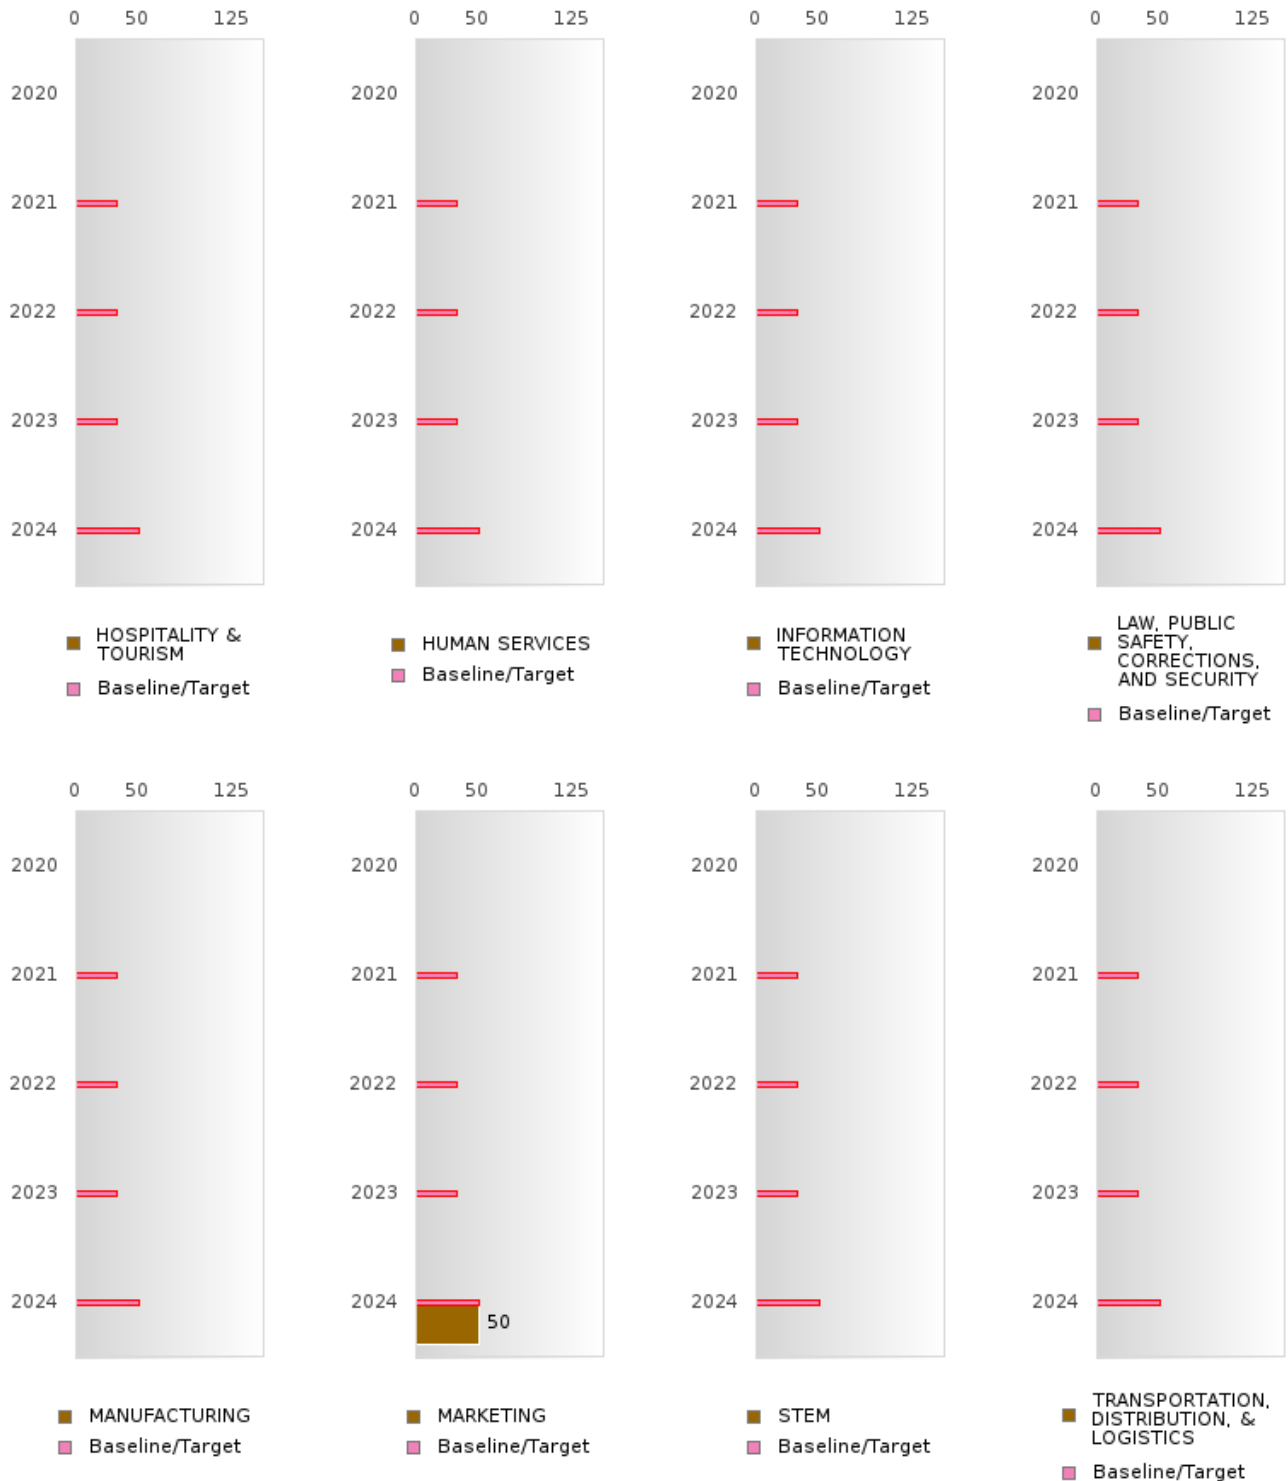 0 50 125
0 50 125
0 50 125
0 50 125
2020
2020
2020
2020
2021
2021
2021
2021
2022
2022
2022
2022
2023
2023
2023
2023
2024
2024
2024
2024
HOSPITALITY &
TOURISM
Baseline/Target
HUMAN SERVICES
Baseline/Target
INFORMATION
TECHNOLOGY
Baseline/Target
LAW, PUBLIC
SAFETY,
CORRECTIONS,
AND SECURITY
Baseline/Target
0 50 125
0 50 125
0 50 125
0 50 125
2020
2020
2020
2020
2021
2021
2021
2021
2022
2022
2022
2022
2023
2023
2023
2023
2024
2024
50
2024
2024
MANUFACTURING
Baseline/Target
MARKETING
Baseline/Target
STEM
Baseline/Target
TRANSPORTATION,
DISTRIBUTION, &
LOGISTICS
Baseline/Target